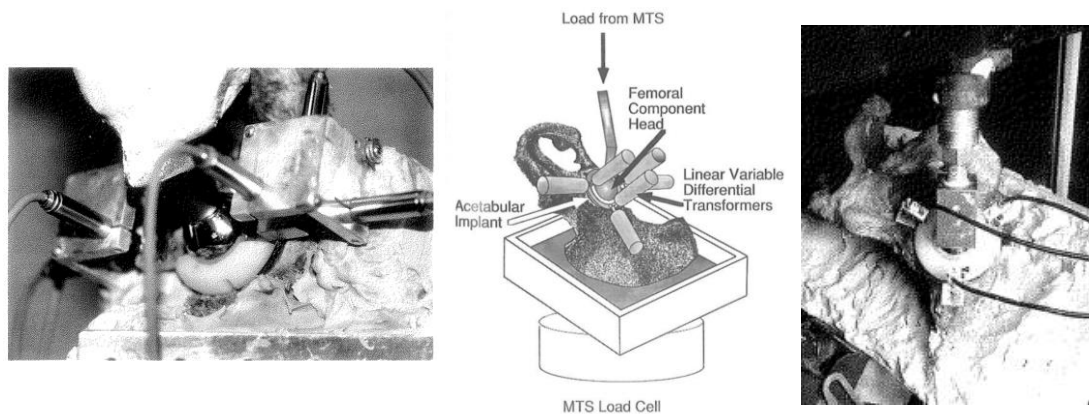 Load from MTS
Femoral
Component
Head
Linear Variable
Differential
Transformers
Acetabular
Implant
MTS Load Cell